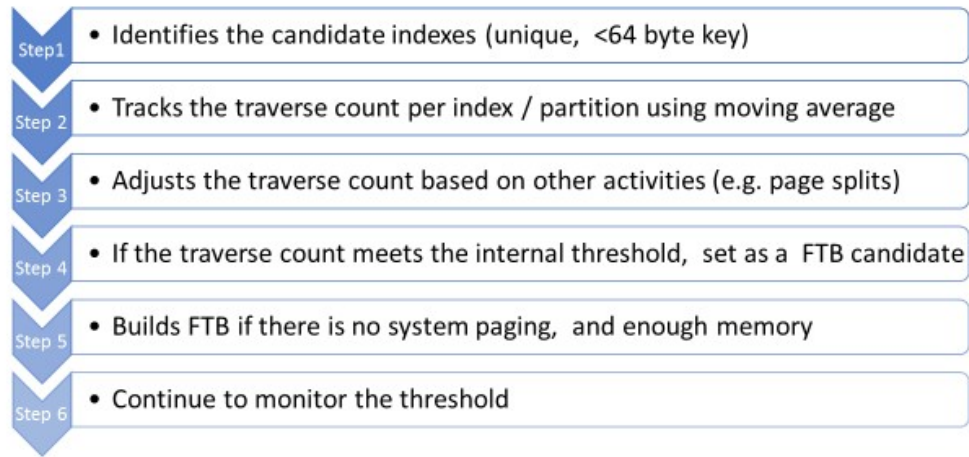 Step1
• Identifies the candidate indexes (unique, <64 byte key)
Step 2
• Tracks the traverse count per index / partition using moving average
Step 3
• Adjusts the traverse count based on other activities (e.g. page splits)
Step 4
• If the traverse count meets the internal threshold, set as a FTB candidate
Step 5
• Builds FTB if there is no system paging, and enough memory
Step 6
• Continue to monitor the threshold